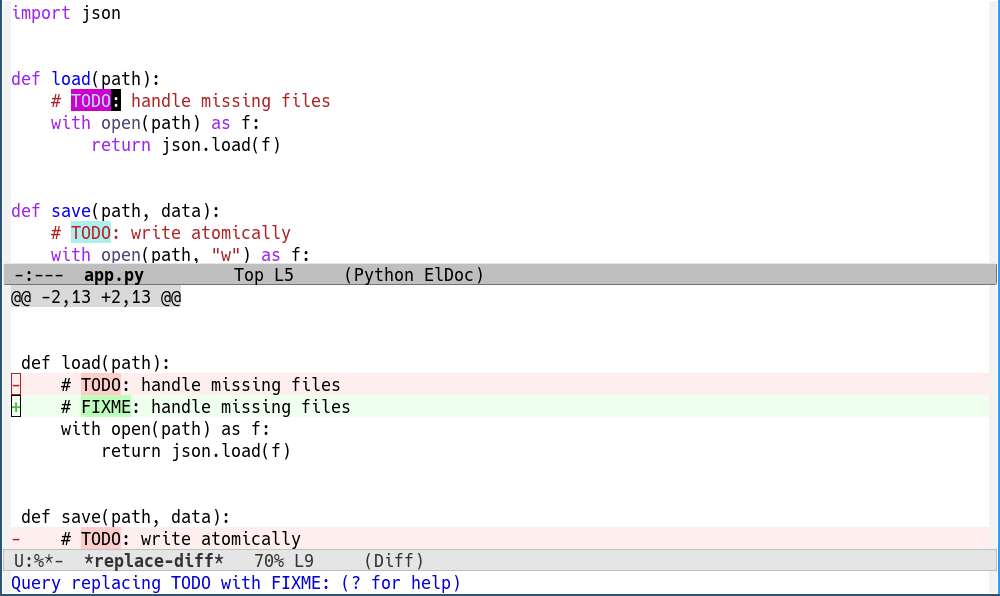 import json
def load(path):
    # TODO: handle missing files
    with open(path) as f:
        return json.load(f)
def save(path, data):
    # TODO: write atomically
    with open(path, "w") as f:
-:---  app.py         Top L5     (Python ElDoc)
@@ -2,13 +2,13 @@
 def load(path):
-    # TODO: handle missing files
+    # FIXME: handle missing files
     with open(path) as f:
         return json.load(f)
 def save(path, data):
-    # TODO: write atomically
U:%*-  *replace-diff*   70% L9     (Diff)
Query replacing TODO with FIXME: (? for help)